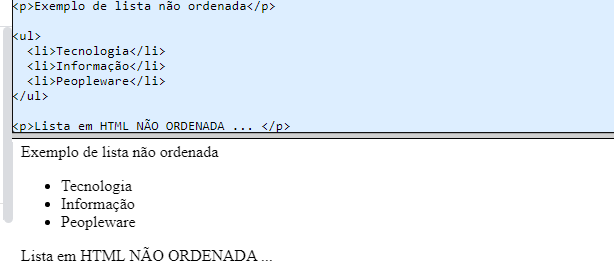 <p>Exemplo de lista não ordenada</p>
<ul>
<li>Tecnologia</li>
<li>Informação</li>
<li>Peopleware</li>
</ul>
<p>Lista em HTML NÃO ORDENADA ... </p>
Exemplo de lista não ordenada
• Tecnologia
• Informação
• Peopleware
Lista em HTML NÃO ORDENADA ...